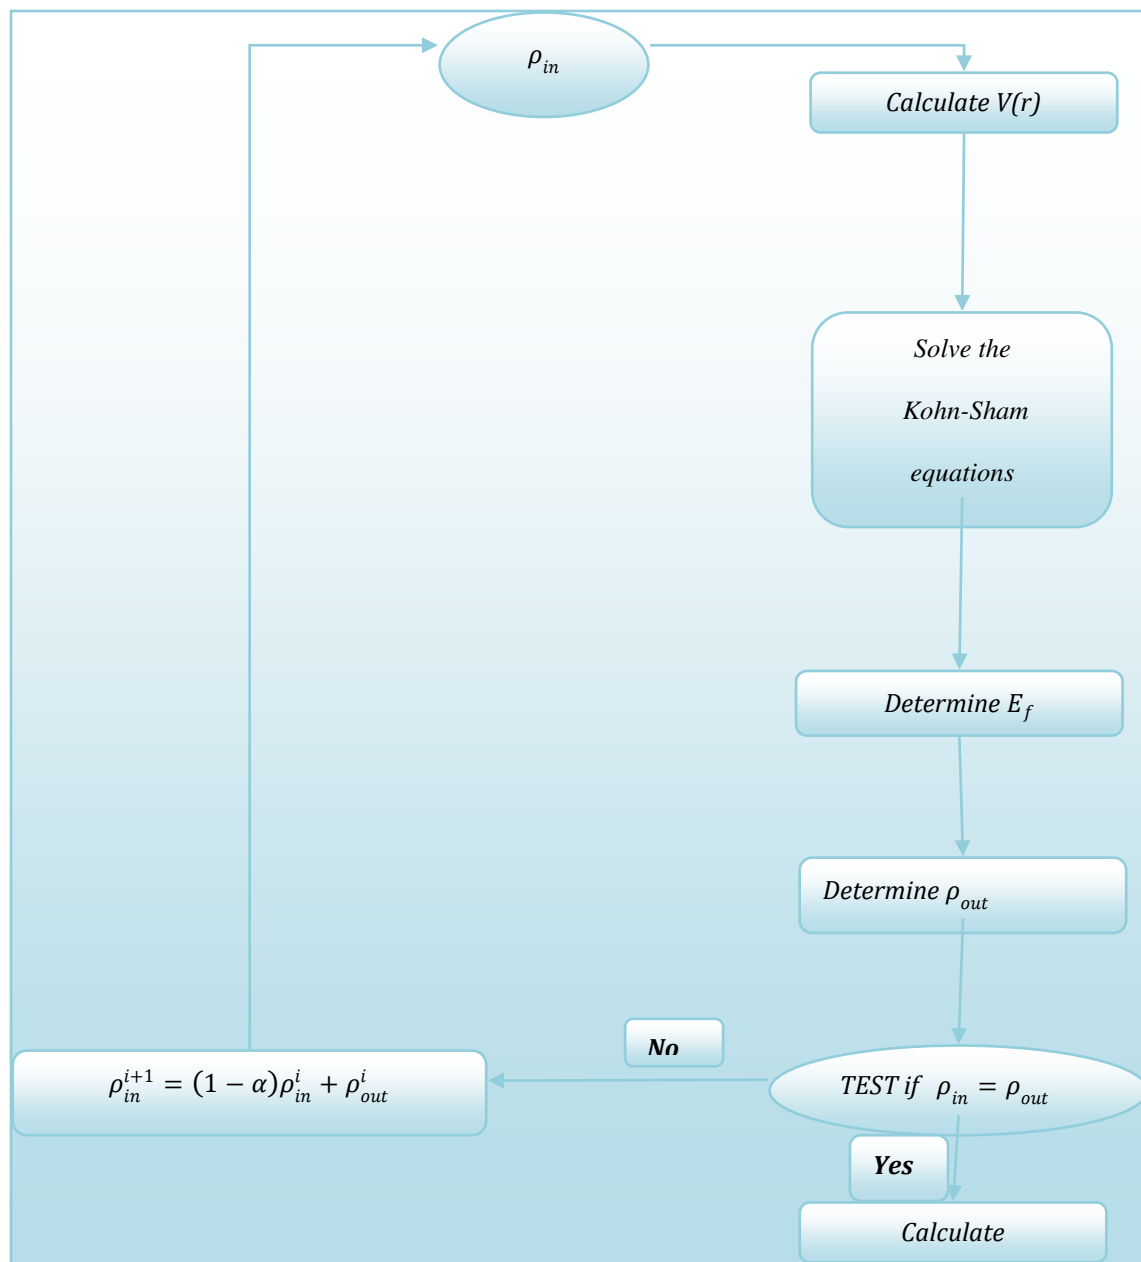 ρ_in
Calculate V(r)
Solve the
Kohn-Sham
equations
Determine E_f
Determine ρ_out
No
ρ_in^{i+1} = (1 − α)ρ_in^i + ρ_out^i
TEST if ρ_in = ρ_out
Yes
Calculate